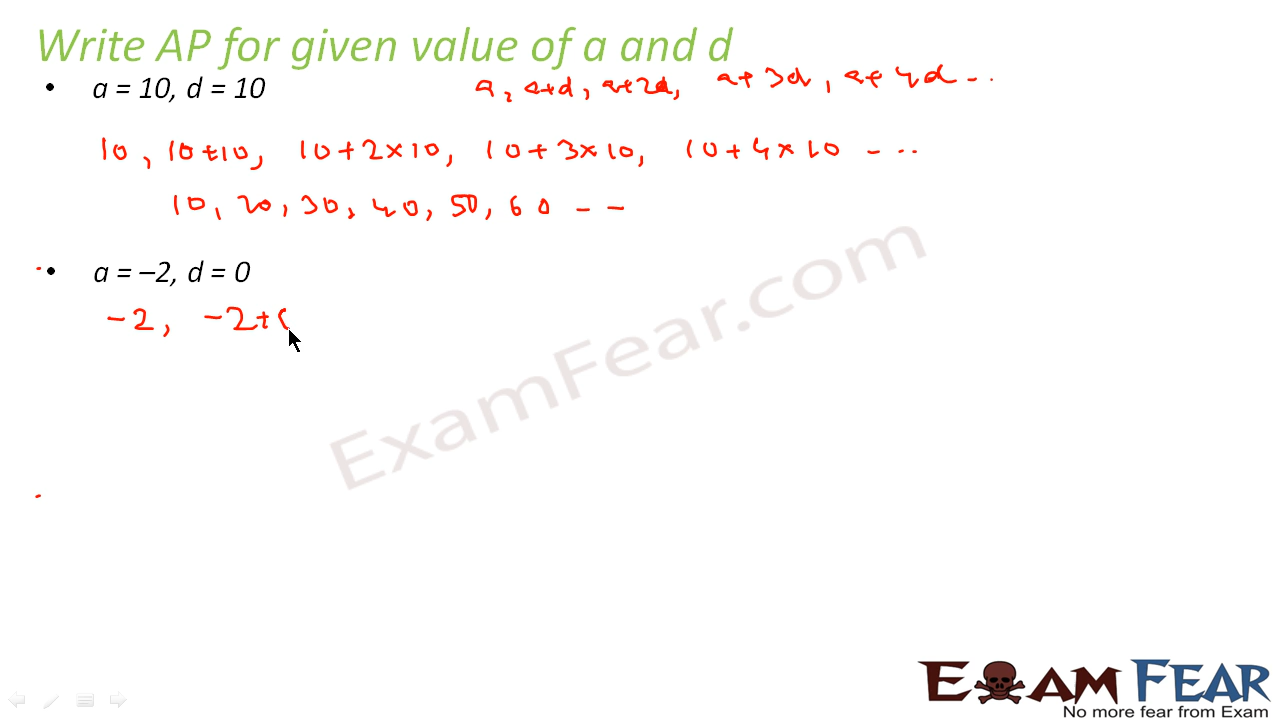 Write AP for given value of a and d
• a = 10, d = 10
a, a+d, a+2d, a+3d, a+4d - ..
10, 10+10, 10+2×10, 10+3×10, 10+4×10 - ..
10, 20, 30, 40, 50, 60 - -
• a = –2, d = 0
-2, -2+
ExamFear.com
EXAM FEAR
No more fear from Exam